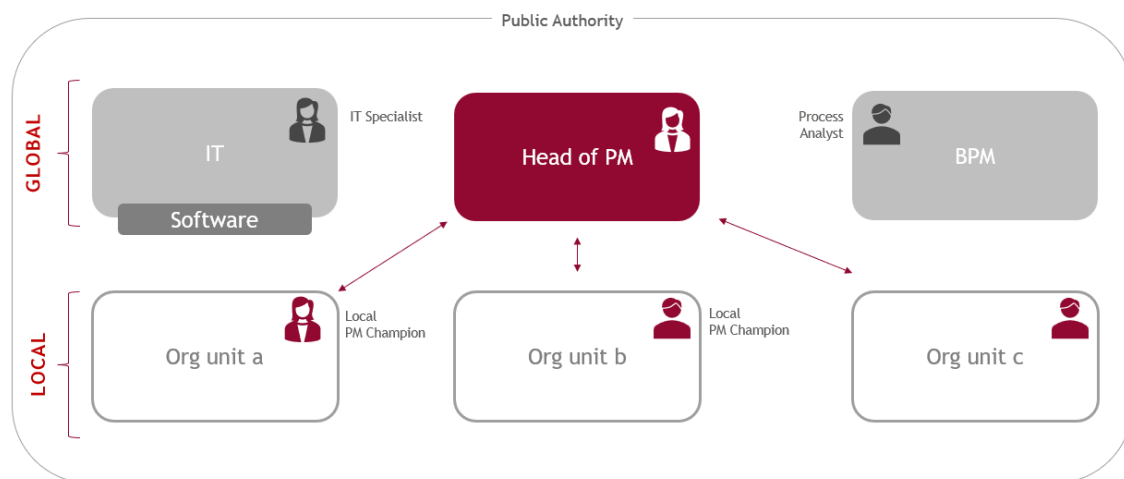 Public Authority
GLOBAL
IT
IT Specialist
Software
Head of PM
Process
Analyst
BPM
LOCAL
Org unit a
Local
PM Champion
Org unit b
Local
PM Champion
Org unit c